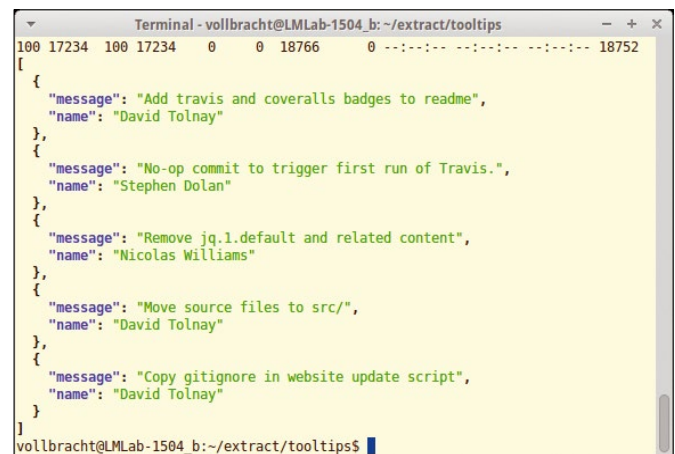 Terminal - vollbracht@LMLab-1504_b: ~/extract/tooltips
100 17234  100 17234    0     0  18766      0 --:--:-- --:--:-- --:--:-- 18752
[
  {
    "message": "Add travis and coveralls badges to readme",
    "name": "David Tolnay"
  },
  {
    "message": "No-op commit to trigger first run of Travis.",
    "name": "Stephen Dolan"
  },
  {
    "message": "Remove jq.1.default and related content",
    "name": "Nicolas Williams"
  },
  {
    "message": "Move source files to src/",
    "name": "David Tolnay"
  },
  {
    "message": "Copy gitignore in website update script",
    "name": "David Tolnay"
  }
]
vollbracht@LMLab-1504_b:~/extract/tooltips$